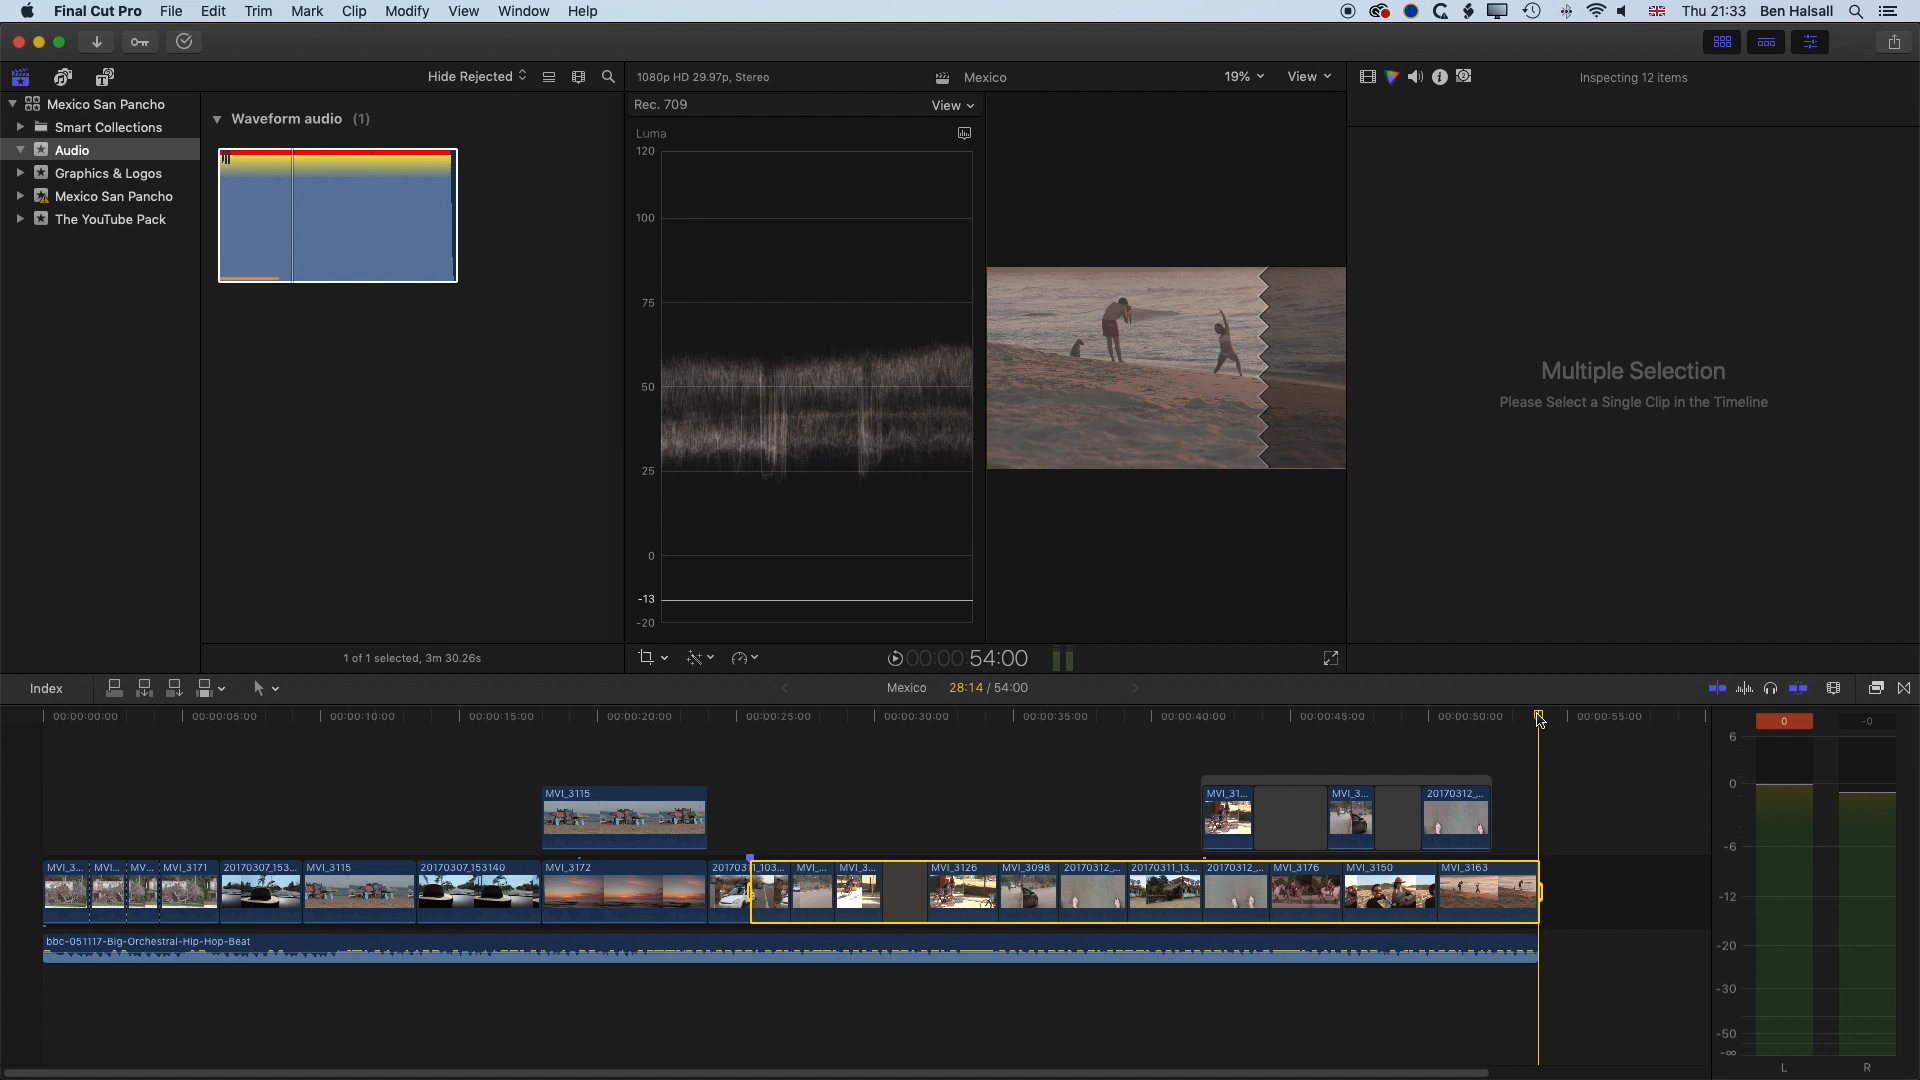 Final Cut Pro File Edit Trim Mark Clip Modify View Window Help Thu 21:33 Ben Halsall
Hide Rejected 1080p HD 29.97p, Stereo Mexico 19% View Inspecting 12 items
Mexico San Pancho
Smart Collections
Audio
Graphics & Logos
Mexico San Pancho
The YouTube Pack
Waveform audio (1)
1 of 1 selected, 3m 30.26s
Rec. 709 View
Luma
120
100
75
50
25
0
-13
-20
Multiple Selection
Please Select a Single Clip in the Timeline
00:00:00:54:00
Index Mexico 28:14 / 54:00
00:00:00:00 00:00:05:00 00:00:10:00 00:00:15:00 00:00:20:00 00:00:25:00 00:00:30:00 00:00:35:00 00:00:40:00 00:00:45:00 00:00:50:00 00:00:55:00
MVI_3115 MVI_31... MVI_3... 20170312_...
MVI_3... MVI... MV... MVI_3171 20170307_153... MVI_3115 20170307_153140 MVI_3172 201703 1_103... MVI_... MVI_3... MVI_3126 MVI_3098 20170312_... 20170311_13... 20170312_... MVI_3176 MVI_3150 MVI_3163
bbc-051117-Big-Orchestral-Hip-Hop-Beat
0 -0
6
0
-6
-12
-20
-30
-50
-∞
L R